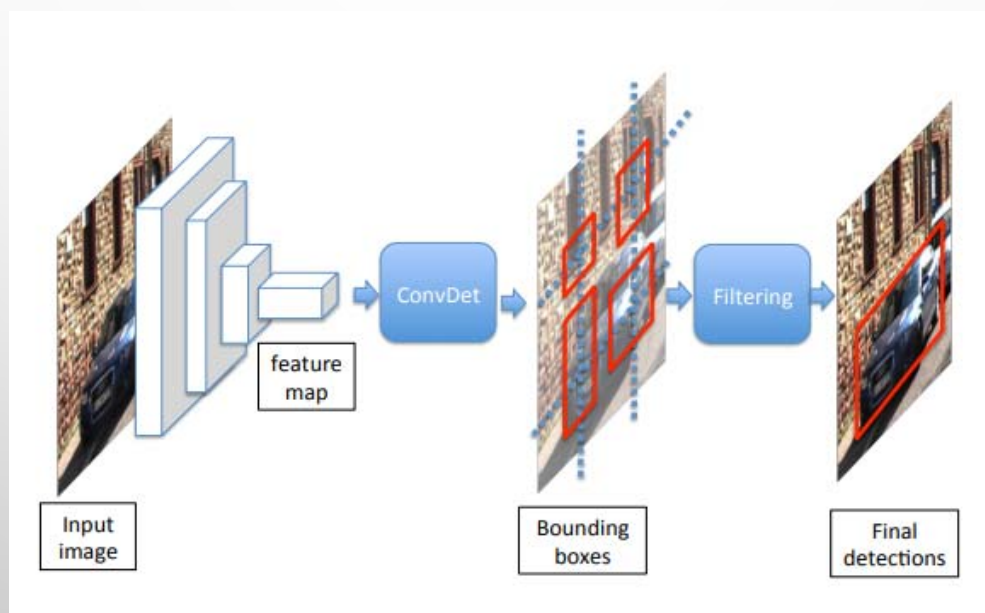 ConvDet
Filtering
feature
map
Input
image
Bounding
boxes
Final
detections